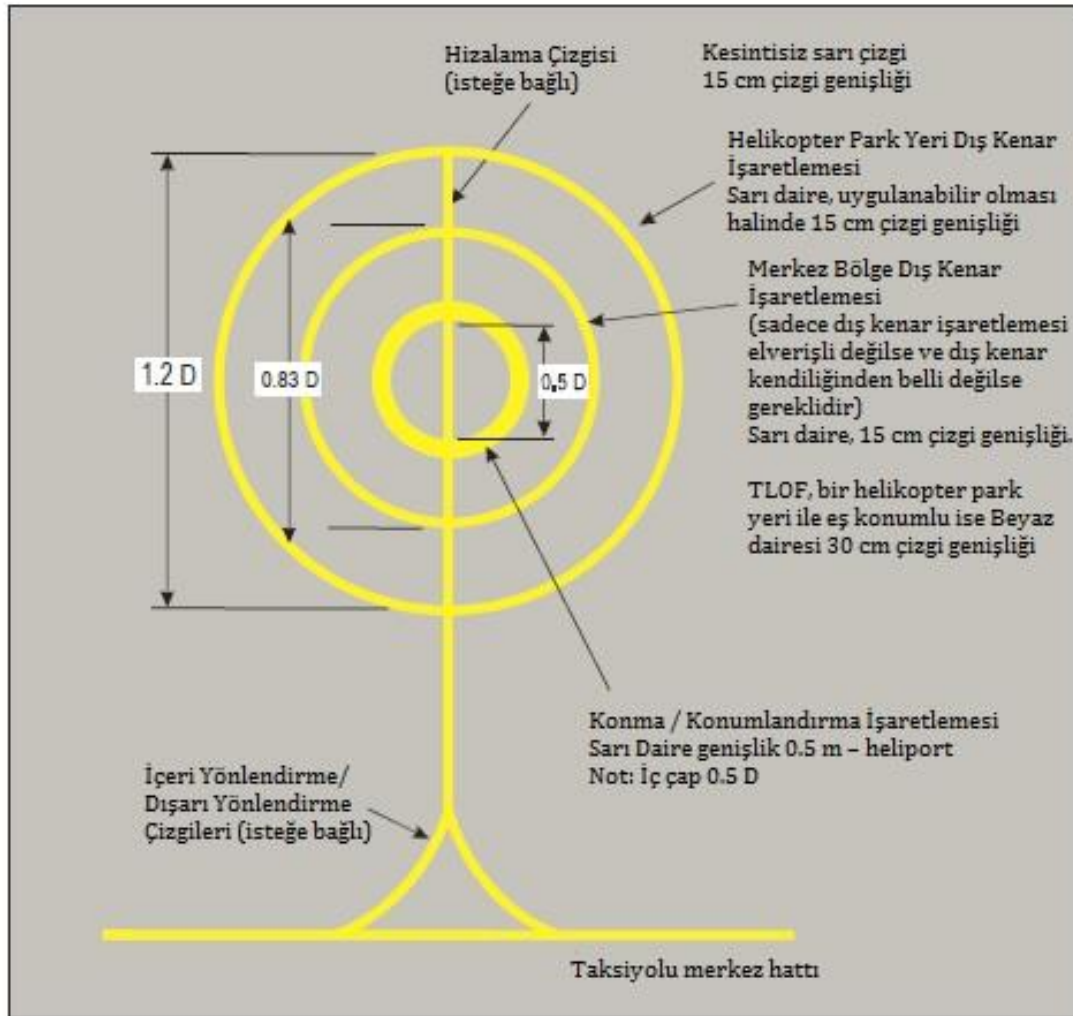 Hizalama Çizgisi
(isteğe bağlı)
Kesintisiz sarı çizgi
15 cm çizgi genişliği
Helikopter Park Yeri Dış Kenar
İşaretlemesi
Sarı daire, uygulanabilir olması
halinde 15 cm çizgi genişliği
Merkez Bölge Dış Kenar
İşaretlemesi
(sadece dış kenar işaretlemesi
elverişli değilse ve dış kenar
kendiliğinden belli değilse
gereklidir)
Sarı daire, 15 cm çizgi genişliği.
1.2 D
0.83 D
0,5 D
TLOF, bir helikopter park
yeri ile eş konumlu ise Beyaz
dairesi 30 cm çizgi genişliği
Konma / Konumlandırma İşaretlemesi
Sarı Daire genişlik 0.5 m – heliport
Not: İç çap 0.5 D
İçeri Yönlendirme/
Dışarı Yönlendirme
Çizgileri (isteğe bağlı)
Taksiyolu merkez hattı